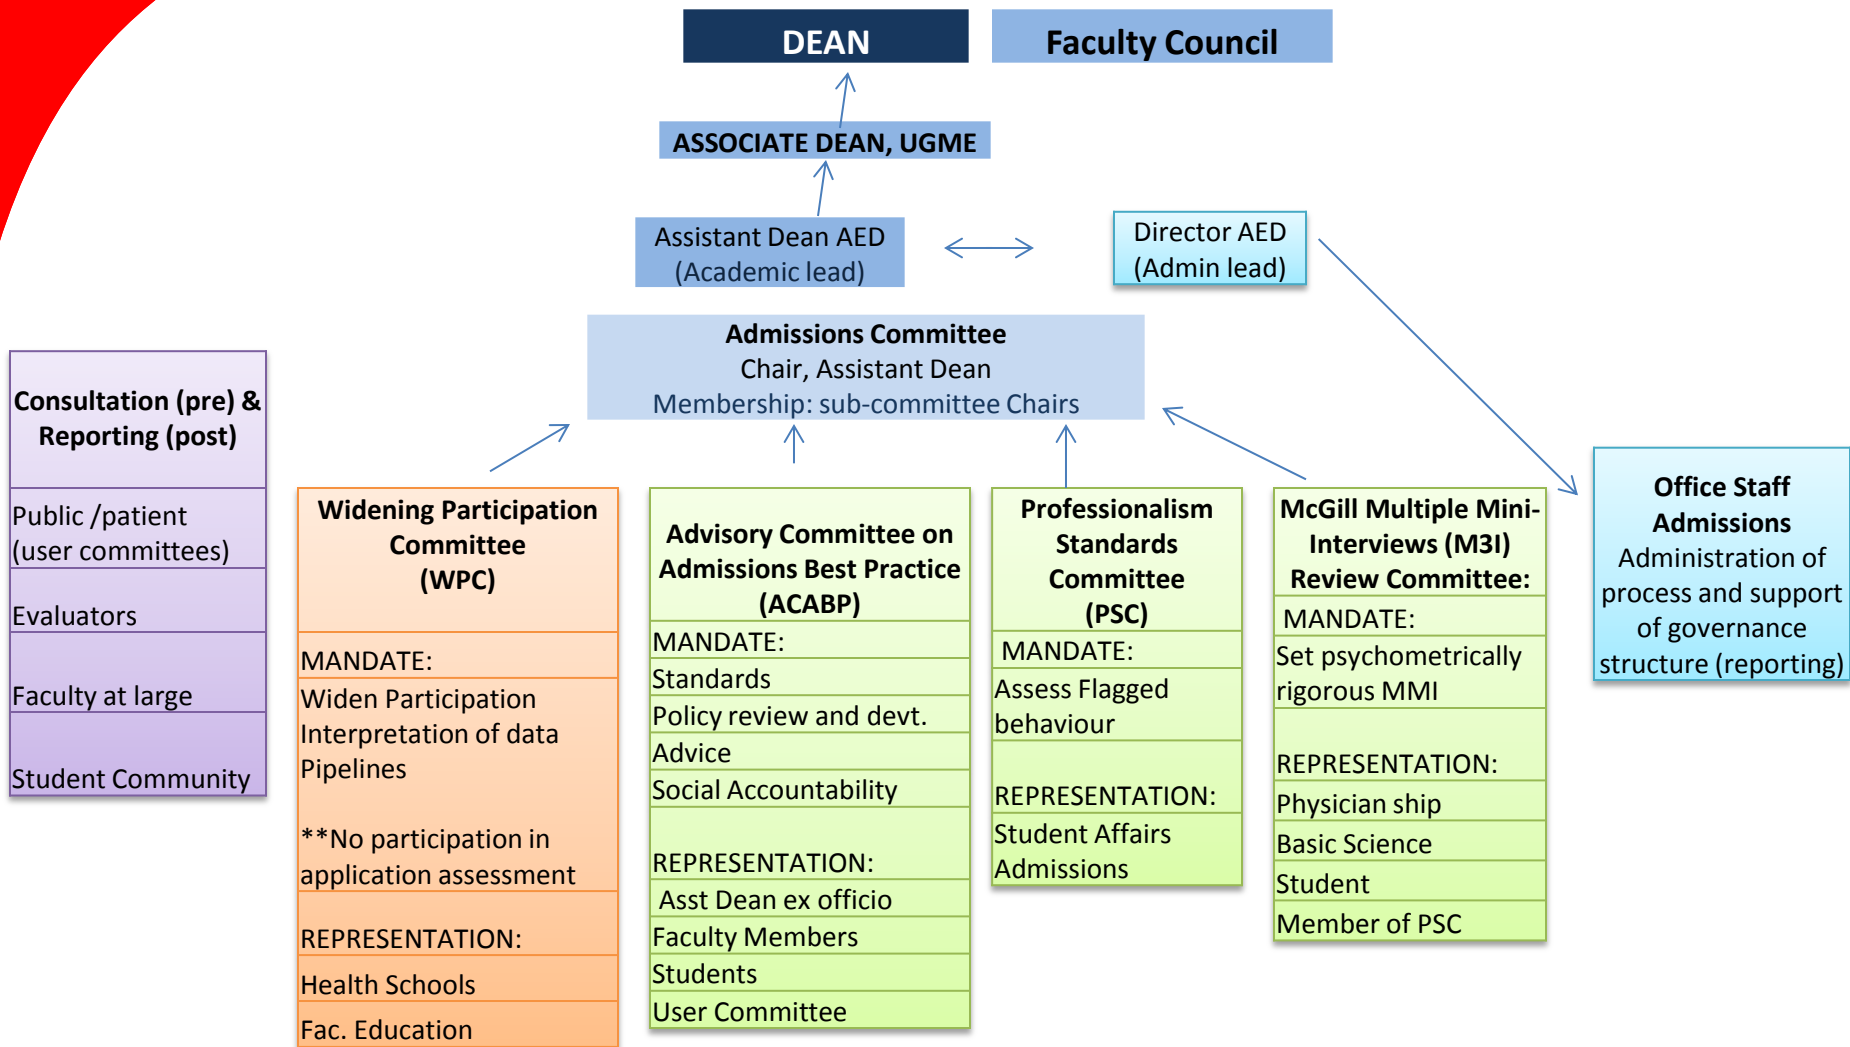 DEAN
Faculty Council
ASSOCIATE DEAN, UGME
Assistant Dean AED
(Academic lead)
Director AED
(Admin lead)
Admissions Committee
Chair, Assistant Dean
Membership: sub-committee Chairs
Consultation (pre) &
Reporting (post)
Public /patient
(user committees)
Evaluators
Faculty at large
Student Community
Widening Participation
Committee
(WPC)
MANDATE:
Widen Participation
Interpretation of data
Pipelines
**No participation in
application assessment
REPRESENTATION:
Health Schools
Fac. Education
Advisory Committee on
Admissions Best Practice
(ACABP)
MANDATE:
Standards
Policy review and devt.
Advice
Social Accountability
REPRESENTATION:
Asst Dean ex officio
Faculty Members
Students
User Committee
Professionalism
Standards
Committee
(PSC)
MANDATE:
Assess Flagged
behaviour
REPRESENTATION:
Student Affairs
Admissions
McGill Multiple Mini-
Interviews (M3I)
Review Committee:
MANDATE:
Set psychometrically
rigorous MMI
REPRESENTATION:
Physician ship
Basic Science
Student
Member of PSC
Office Staff
Admissions
Administration of
process and support
of governance
structure (reporting)